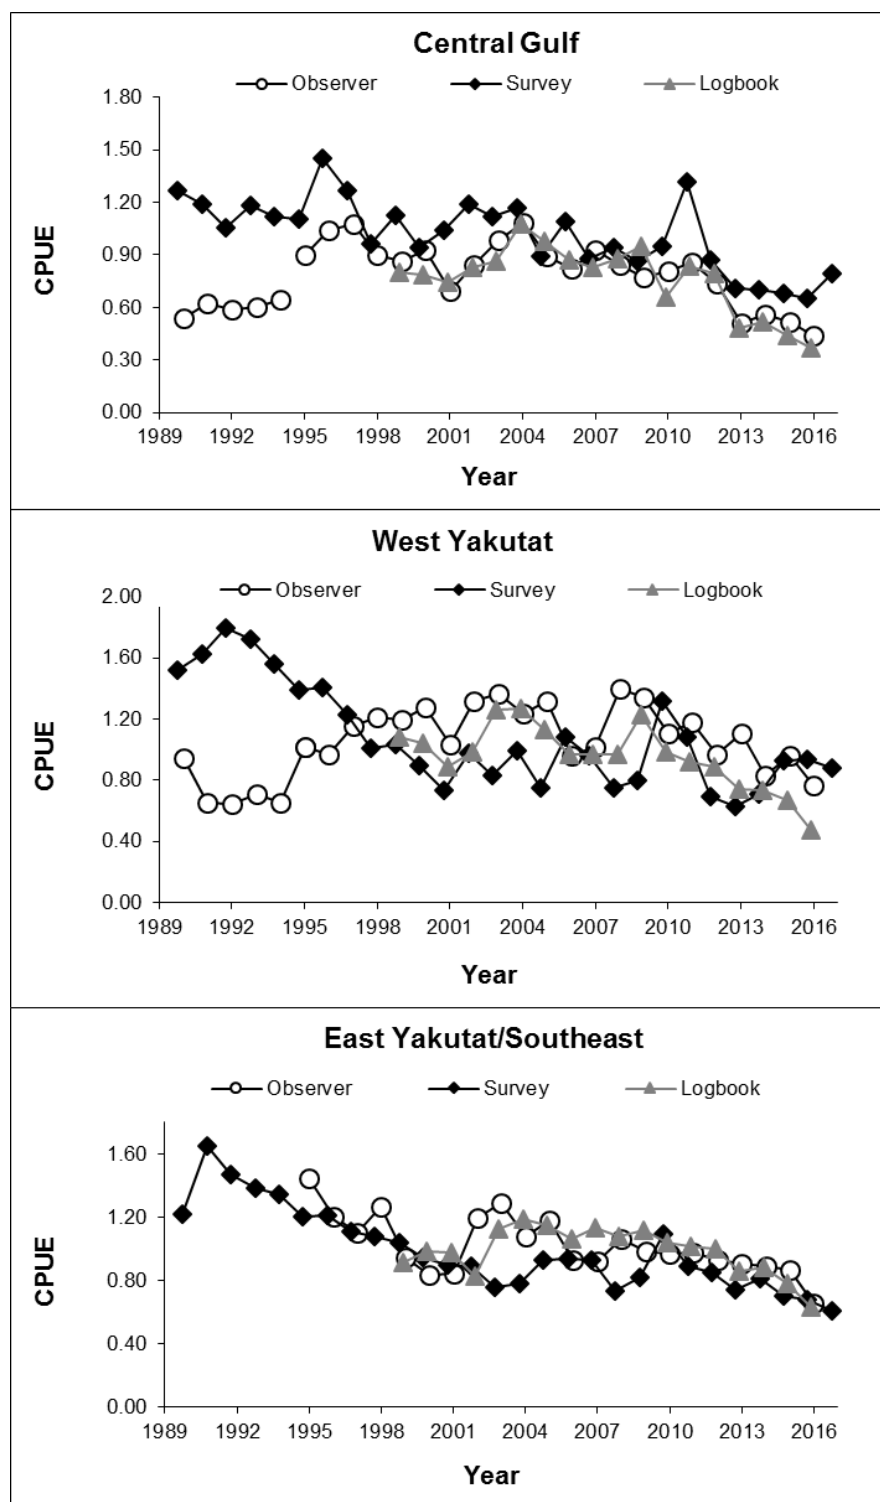 Central Gulf
Observer Survey Logbook
1.80
1.50
1.20
0.90
0.60
0.30
0.00
CPUE
1989 1992 1995 1998 2001 2004 2007 2010 2013 2016
Year
West Yakutat
Observer Survey Logbook
2.00
1.60
1.20
0.80
0.40
0.00
CPUE
1989 1992 1995 1998 2001 2004 2007 2010 2013 2016
Year
East Yakutat/Southeast
Observer Survey Logbook
1.60
1.20
0.80
0.40
0.00
CPUE
1989 1992 1995 1998 2001 2004 2007 2010 2013 2016
Year